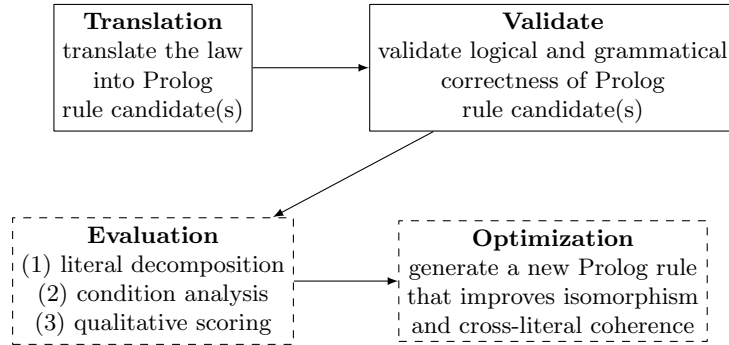 Translation
translate the law
into Prolog
rule candidate(s)
Validate
validate logical and grammatical
correctness of Prolog
rule candidate(s)
Evaluation
(1) literal decomposition
(2) condition analysis
(3) qualitative scoring
Optimization
generate a new Prolog rule
that improves isomorphism
and cross-literal coherence